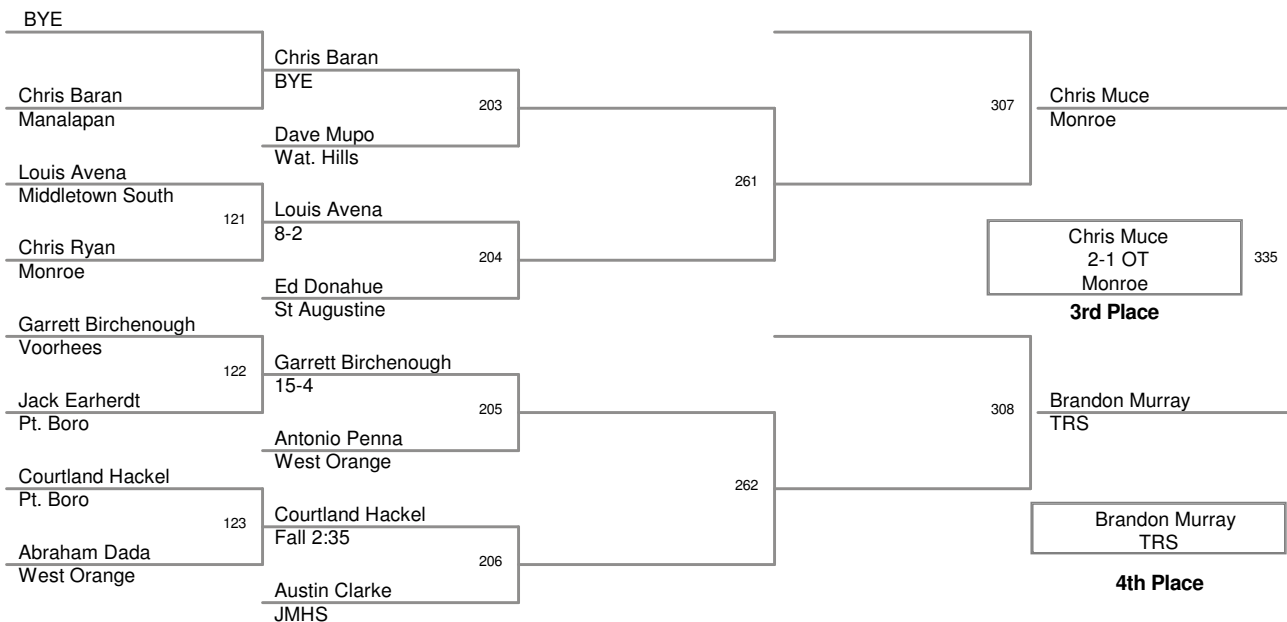 BYE
Chris Baran
Manalapan
Louis Avena
Middletown South
121
Chris Ryan
Monroe
Garrett Birchenough
Voorhees
122
Jack Earherdt
Pt. Boro
Courtland Hackel
Pt. Boro
123
Abraham Dada
West Orange
Chris Baran
BYE
203
Dave Mupo
Wat. Hills
Louis Avena
8-2
204
Ed Donahue
St Augustine
Garrett Birchenough
15-4
205
Antonio Penna
West Orange
Courtland Hackel
Fall 2:35
206
Austin Clarke
JMHS
261
262
307
308
Chris Muce
Monroe
Chris Muce
2-1 OT
Monroe
335
3rd Place
Brandon Murray
TRS
Brandon Murray
TRS
4th Place